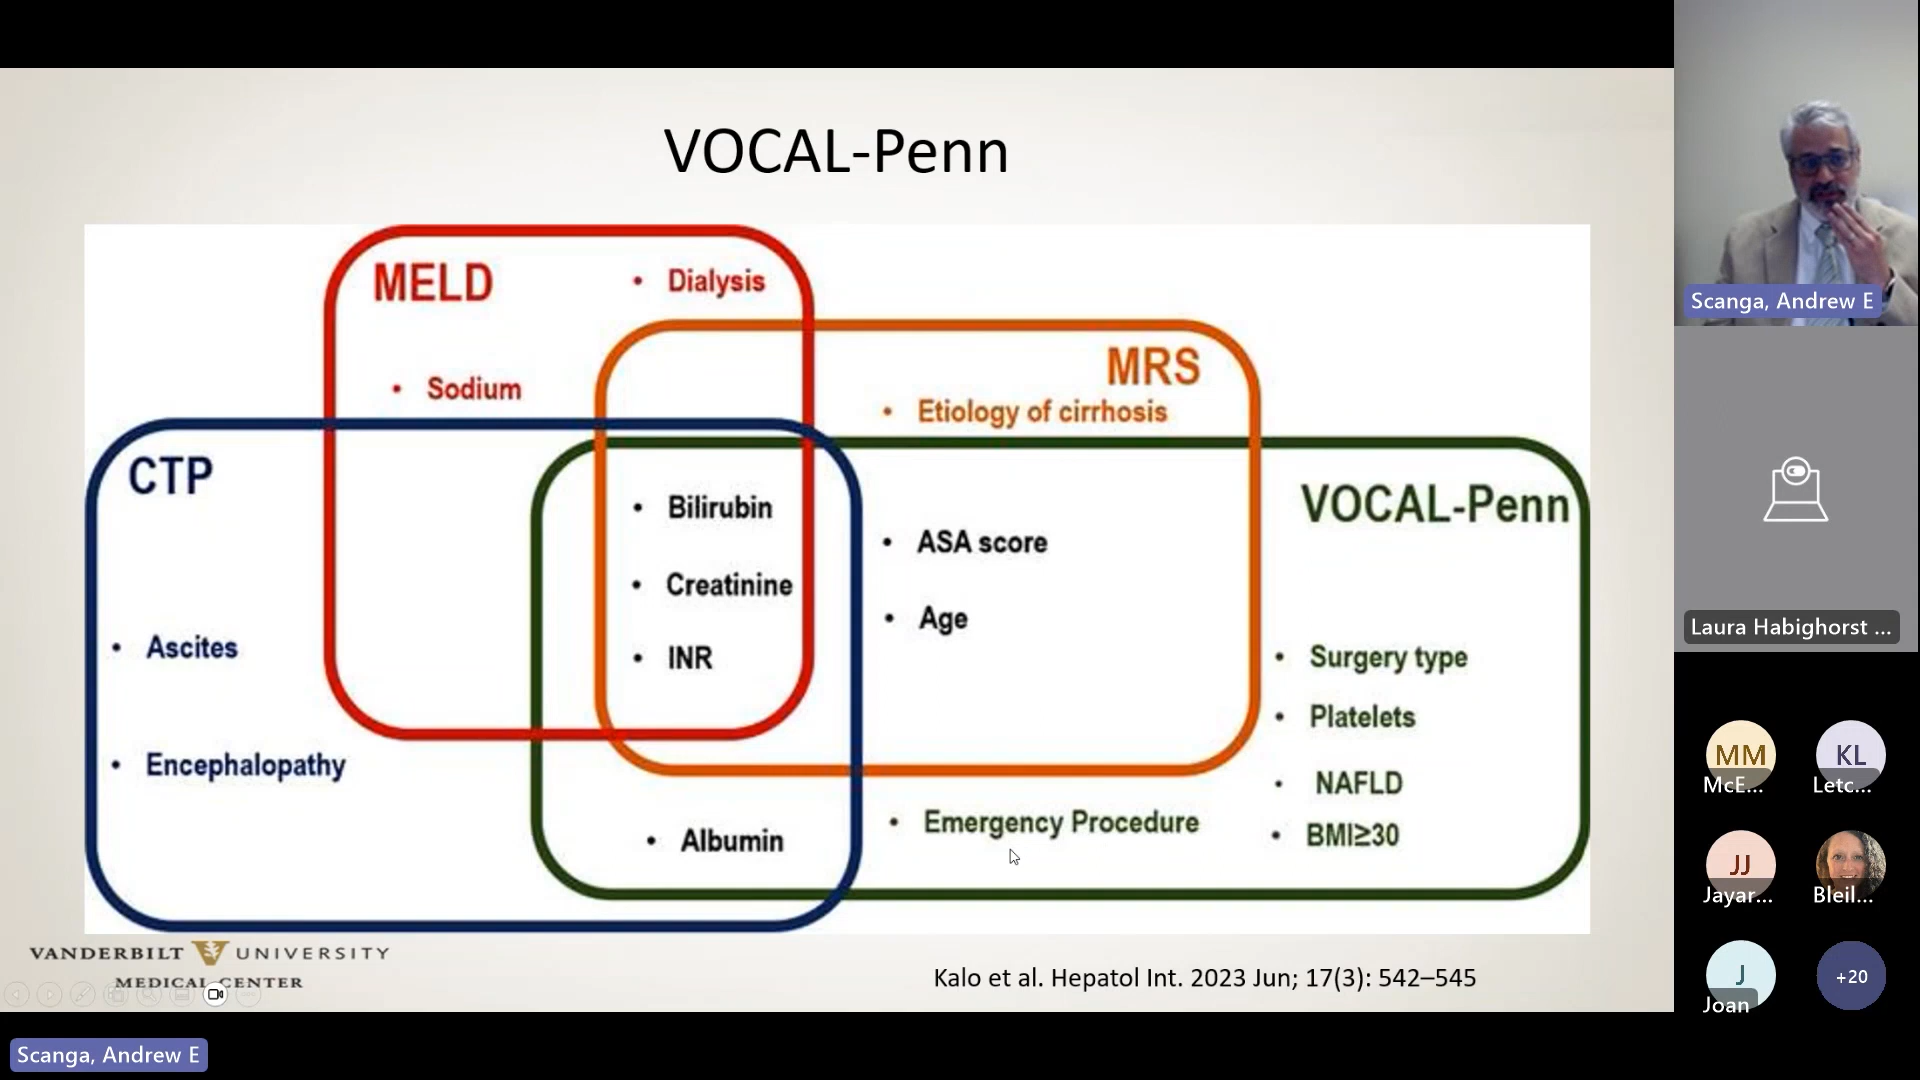 VOCAL-Penn
MELD
• Dialysis
• Sodium
MRS
• Etiology of cirrhosis
CTP
• Ascites
• Encephalopathy
• Bilirubin
• Creatinine
• INR
• Albumin
• ASA score
• Age
• Emergency Procedure
VOCAL-Penn
• Surgery type
• Platelets
• NAFLD
• BMI≥30
VANDERBILT UNIVERSITY
MEDICAL CENTER
Kalo et al. Hepatol Int. 2023 Jun; 17(3): 542–545
Scanga, Andrew E
Scanga, Andrew E
Laura Habighorst ...
MM
McE...
KL
Letc...
JJ
Jayar...
Bleil...
J
Joan
+20